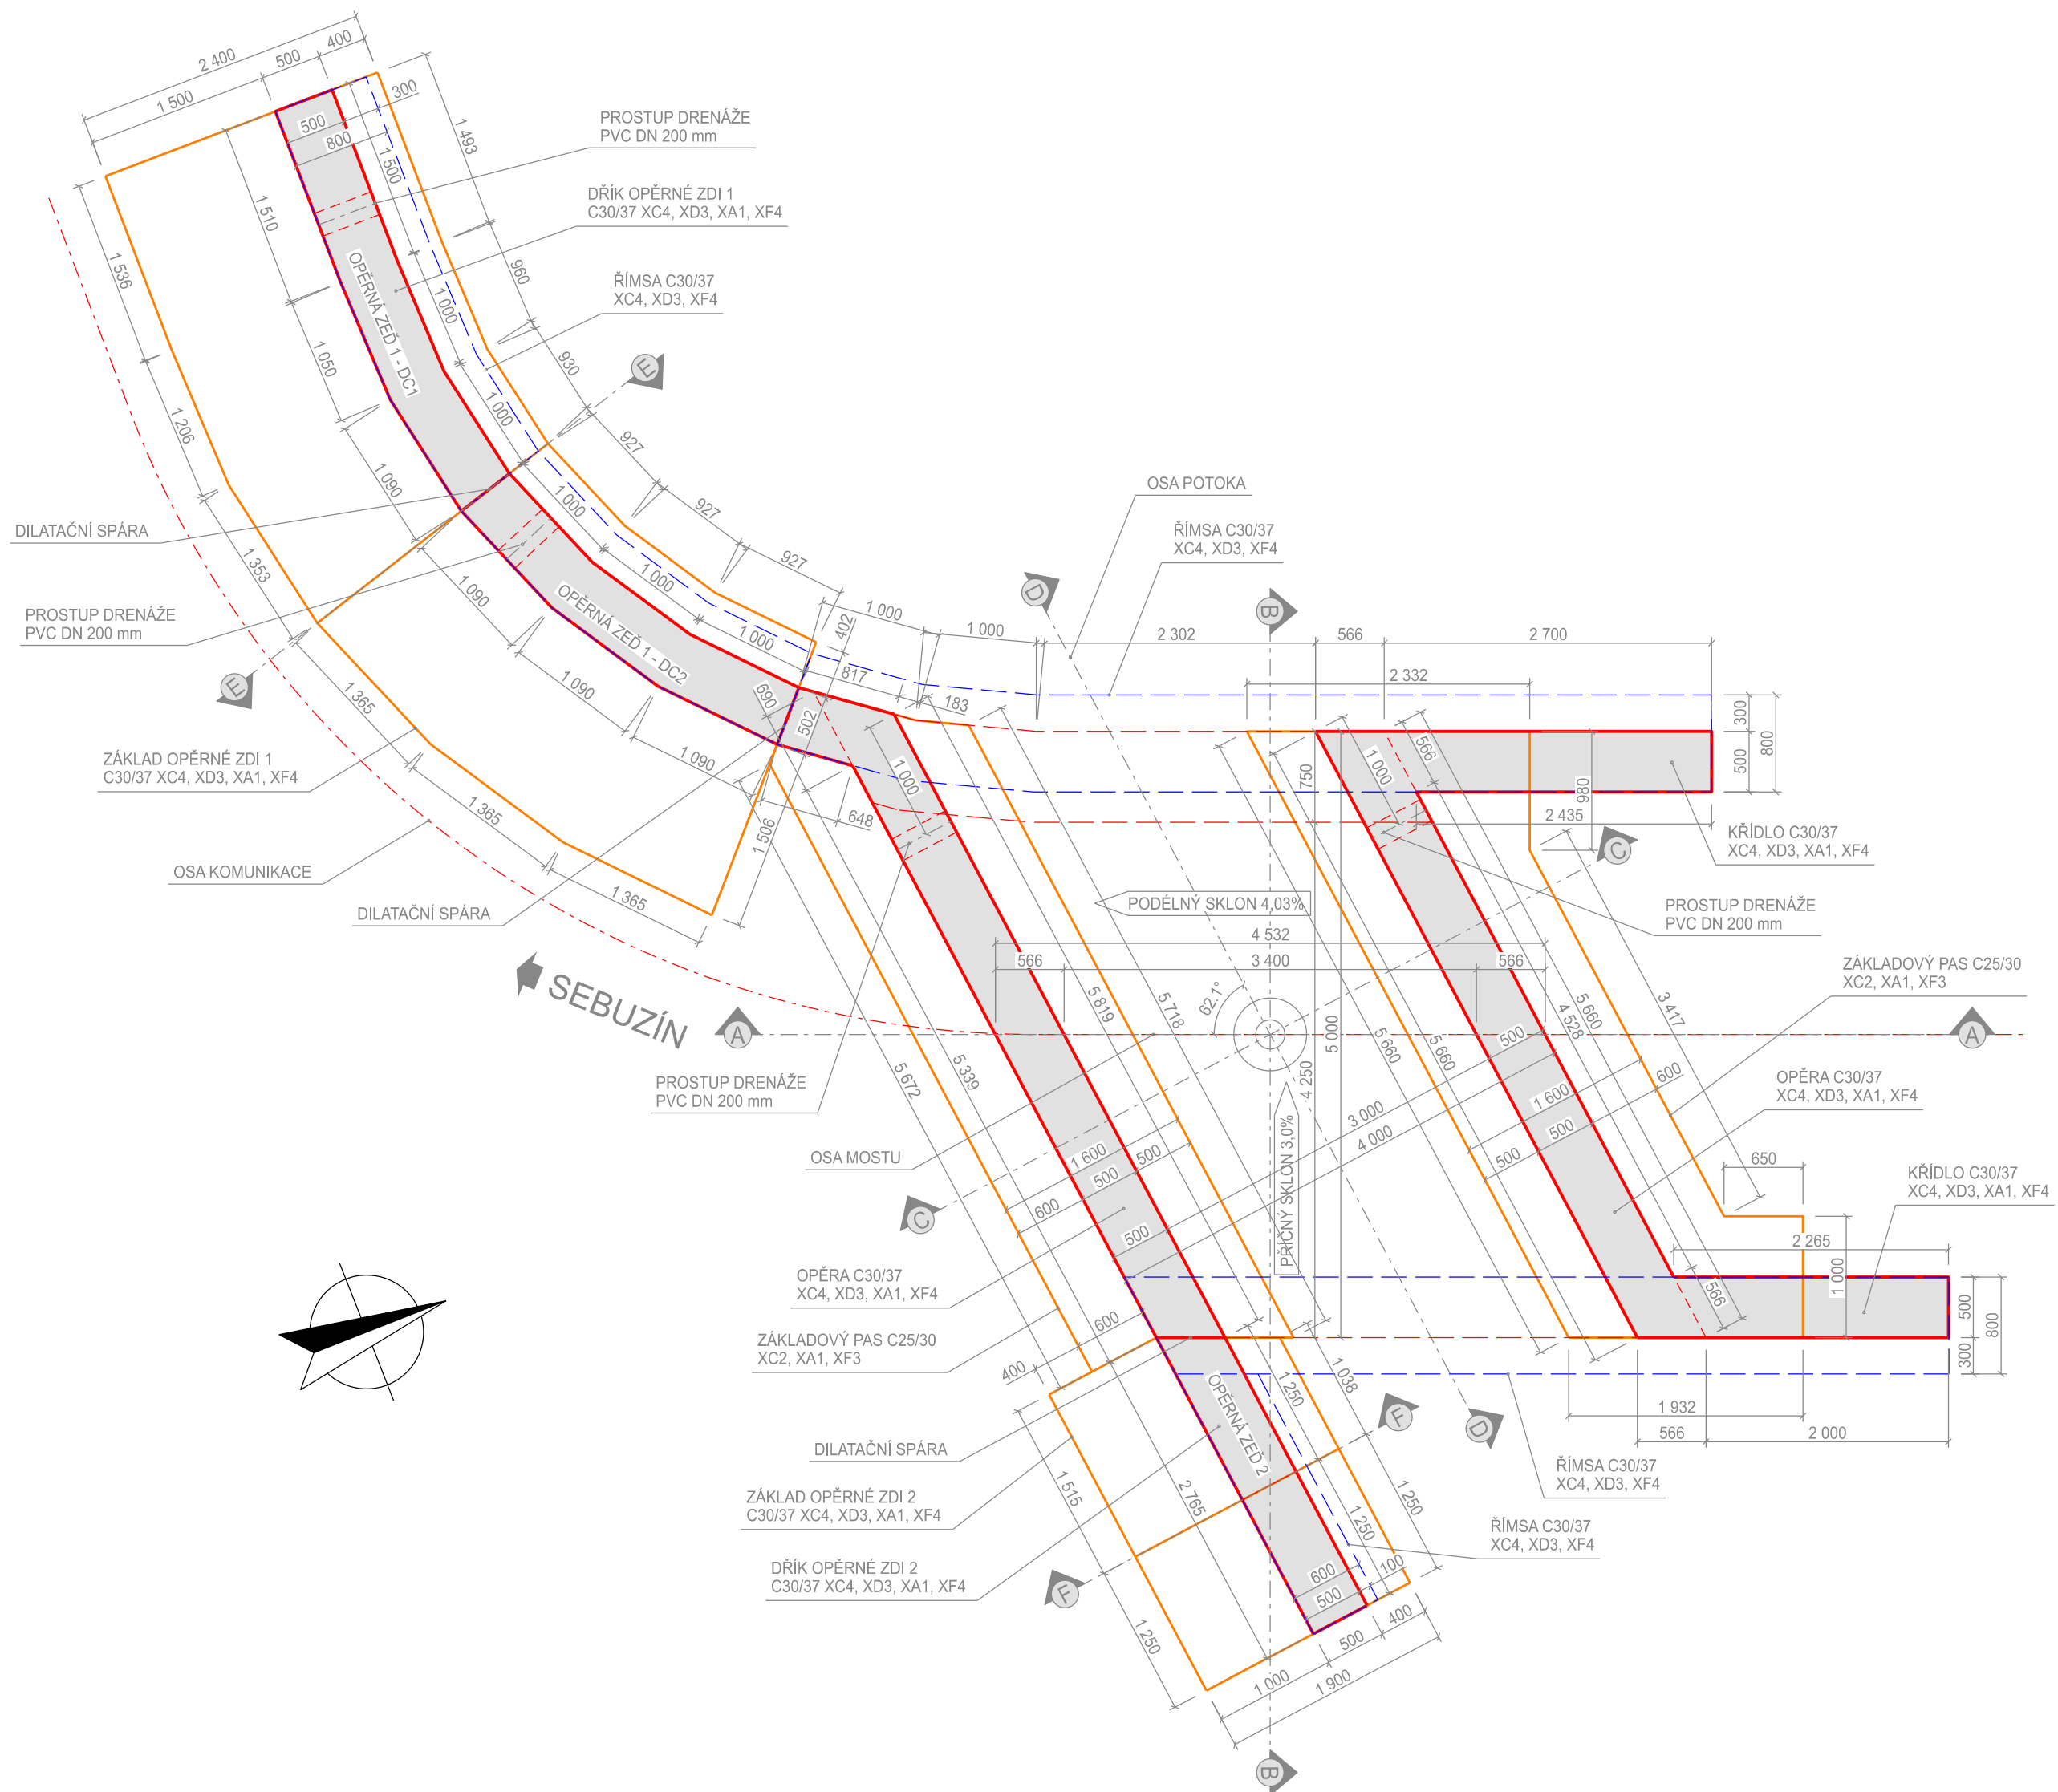 2 400
1 500
500
400
300
500
800
1 493
1 500
PROSTUP DRENÁŽE
PVC DN 200 mm
DŘÍK OPĚRNÉ ZDI 1
C30/37 XC4, XD3, XA1, XF4
1 510
1 536
OPĚRNÁ ZEĎ 1 - DC1
960
ŘÍMSA C30/37
XC4, XD3, XF4
1 000
1 050
930
E
1 206
1 000
1 090
927
OSA POTOKA
ŘÍMSA C30/37
XC4, XD3, XF4
DILATAČNÍ SPÁRA
1 000
927
1 353
927
1 000
D
B
PROSTUP DRENÁŽE
PVC DN 200 mm
1 090
OPĚRNÁ ZEĎ 1 - DC2
1 000
402
1 000
1 000
2 302
566
2 700
E
1 365
1 090
817
183
690
502
2 332
300
500
800
ZÁKLAD OPĚRNÉ ZDI 1
C30/37 XC4, XD3, XA1, XF4
1 090
1 000
648
1 506
750
1 000
566
980
2 435
KŘÍDLO C30/37
XC4, XD3, XA1, XF4
C
1 365
OSA KOMUNIKACE
1 365
DILATAČNÍ SPÁRA
PODÉLNÝ SKLON 4,03%
PROSTUP DRENÁŽE
PVC DN 200 mm
4 532
566
3 400
566
SEBUZÍN
ZÁKLADOVÝ PAS C25/30
XC2, XA1, XF3
5 819
5 718
62.1°
5 660
5 660
4 528
5 660
3 417
A
A
5 000
4 250
500
600
1 600
500
500
5 672
5 339
PROSTUP DRENÁŽE
PVC DN 200 mm
OPĚRA C30/37
XC4, XD3, XA1, XF4
3 000
4 000
OSA MOSTU
1 600
500
500
600
PŘÍČNÝ SKLON 3,0%
650
KŘÍDLO C30/37
XC4, XD3, XA1, XF4
C
500
2 265
OPĚRA C30/37
XC4, XD3, XA1, XF4
1 000
566
500
800
300
ZÁKLADOVÝ PAS C25/30
XC2, XA1, XF3
600
400
1 038
1 250
1 932
566
2 000
OPĚRNÁ ZEĎ 2
F
D
DILATAČNÍ SPÁRA
ŘÍMSA C30/37
XC4, XD3, XF4
ZÁKLAD OPĚRNÉ ZDI 2
C30/37 XC4, XD3, XA1, XF4
1 515
2 765
1 250
1 250
ŘÍMSA C30/37
XC4, XD3, XF4
DŘÍK OPĚRNÉ ZDI 2
C30/37 XC4, XD3, XA1, XF4
F
600
100
500
1 250
400
500
1 000
1 900
B